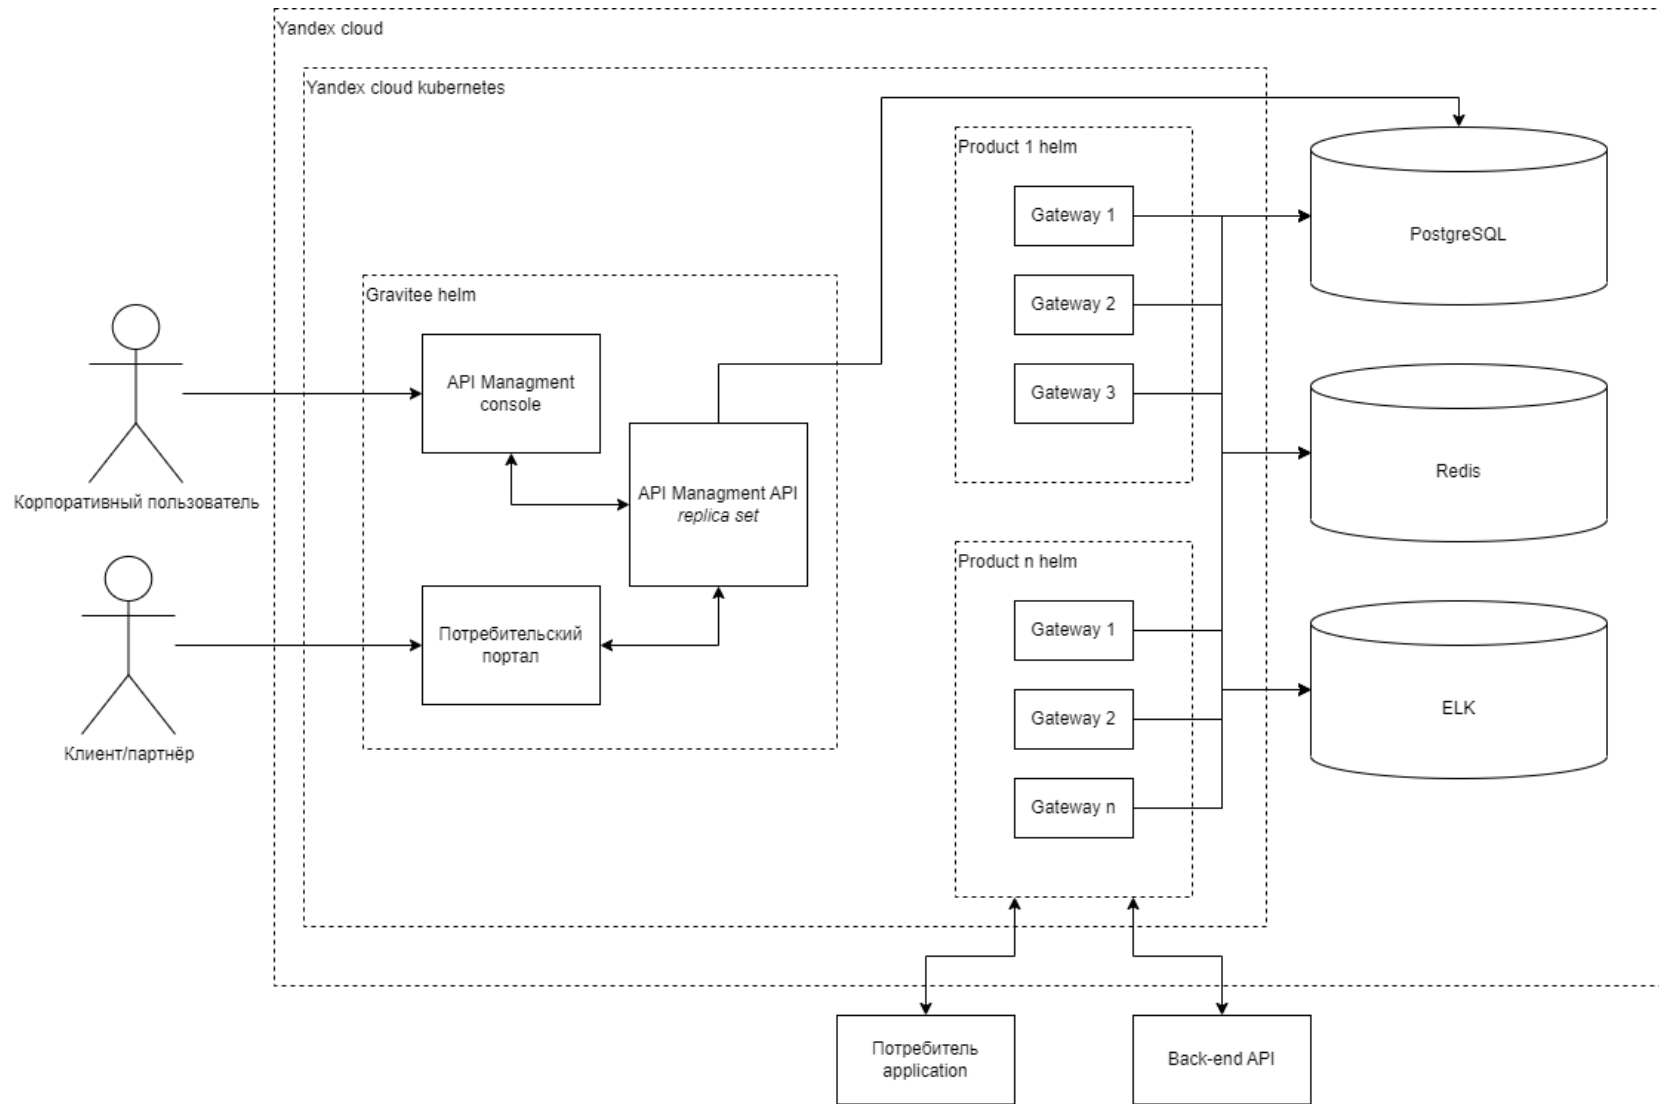 Yandex cloud
Yandex cloud kubernetes
Product 1 helm
Gateway 1
Gateway 2
Gateway 3
PostgreSQL
Gravitee helm
API Managment
console
API Managment API
replica set
Redis
Корпоративный пользователь
Product n helm
Gateway 1
Gateway 2
Gateway n
Потребительский
портал
ELK
Клиент/партнёр
Потребитель
application
Back-end API